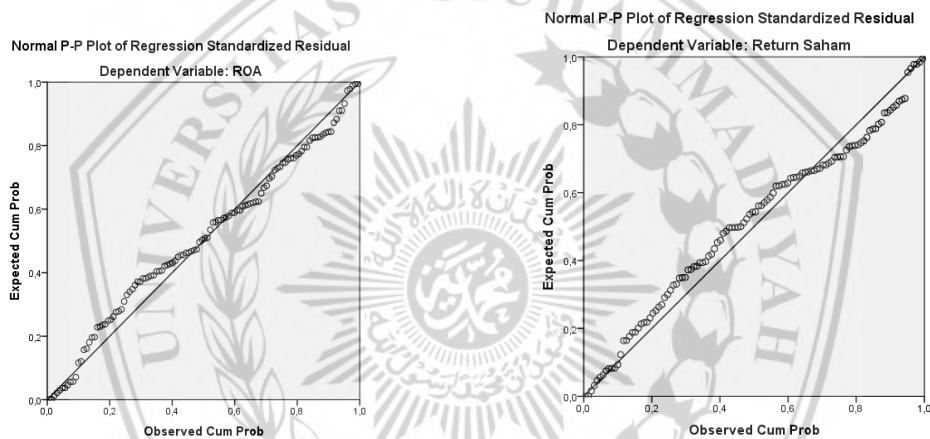 Normal P-P Plot of Regression Standardized Residual
Dependent Variable: ROA
Expected Cum Prob
1,0
0,8
0,6
0,4
0,2
0,0
0,0 0,2 0,4 0,6 0,8 1,0
Observed Cum Prob
Normal P-P Plot of Regression Standardized Residual
Dependent Variable: Return Saham
Expected Cum Prob
1,0
0,8
0,6
0,4
0,2
0,0
0,0 0,2 0,4 0,6 0,8 1,0
Observed Cum Prob
UNIVERSITAS MUHAMMADIYAH